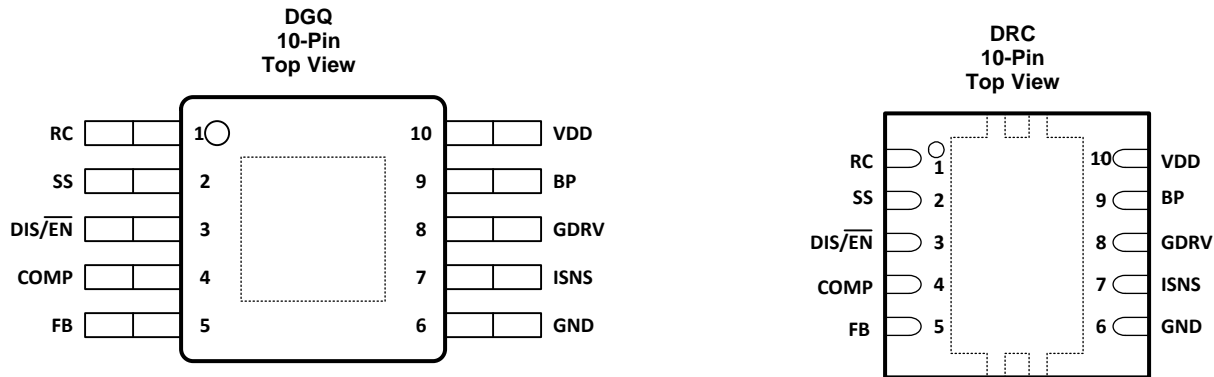 DGQ
10-Pin
Top View
RC 1 10 VDD
SS 2 9 BP
DIS/E̅N̅ 3 8 GDRV
COMP 4 7 ISNS
FB 5 6 GND
DRC
10-Pin
Top View
RC 1 10 VDD
SS 2 9 BP
DIS/E̅N̅ 3 8 GDRV
COMP 4 7 ISNS
FB 5 6 GND